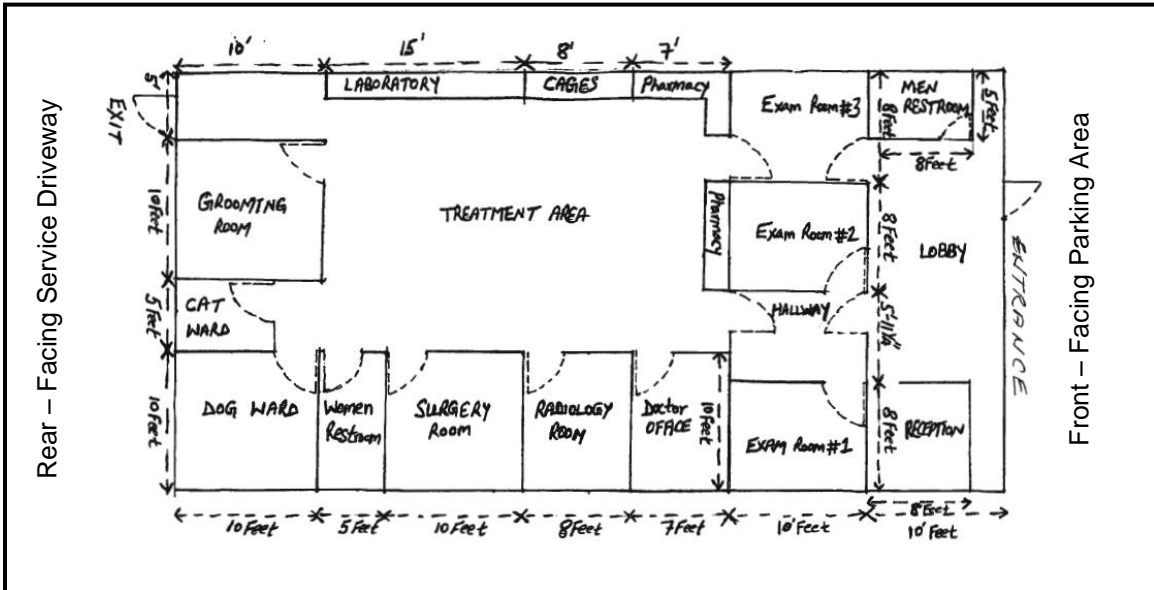 10'
15'
8'
7'
5'
LABORATORY
CAGES
Pharmacy
Exam Room#3
8 Feet
MEN
RESTROOM
5 Feet
8 Feet
EXIT
Rear – Facing Service Driveway
10 Feet
GROOMING
ROOM
TREATMENT AREA
Pharmacy
Exam Room #2
8 Feet
LOBBY
ENTRANCE
Front – Facing Parking Area
5 Feet
CAT
WARD
HALLWAY
5'-11¼"
10 Feet
DOG WARD
Women
Restroom
SURGERY
ROOM
RADIOLOGY
ROOM
Doctor
OFFICE
10 Feet
EXAM Room #1
8 Feet
RECEPTION
10 Feet
5 Feet
10 Feet
8 Feet
7 Feet
10' Feet
8 Feet
10' Feet